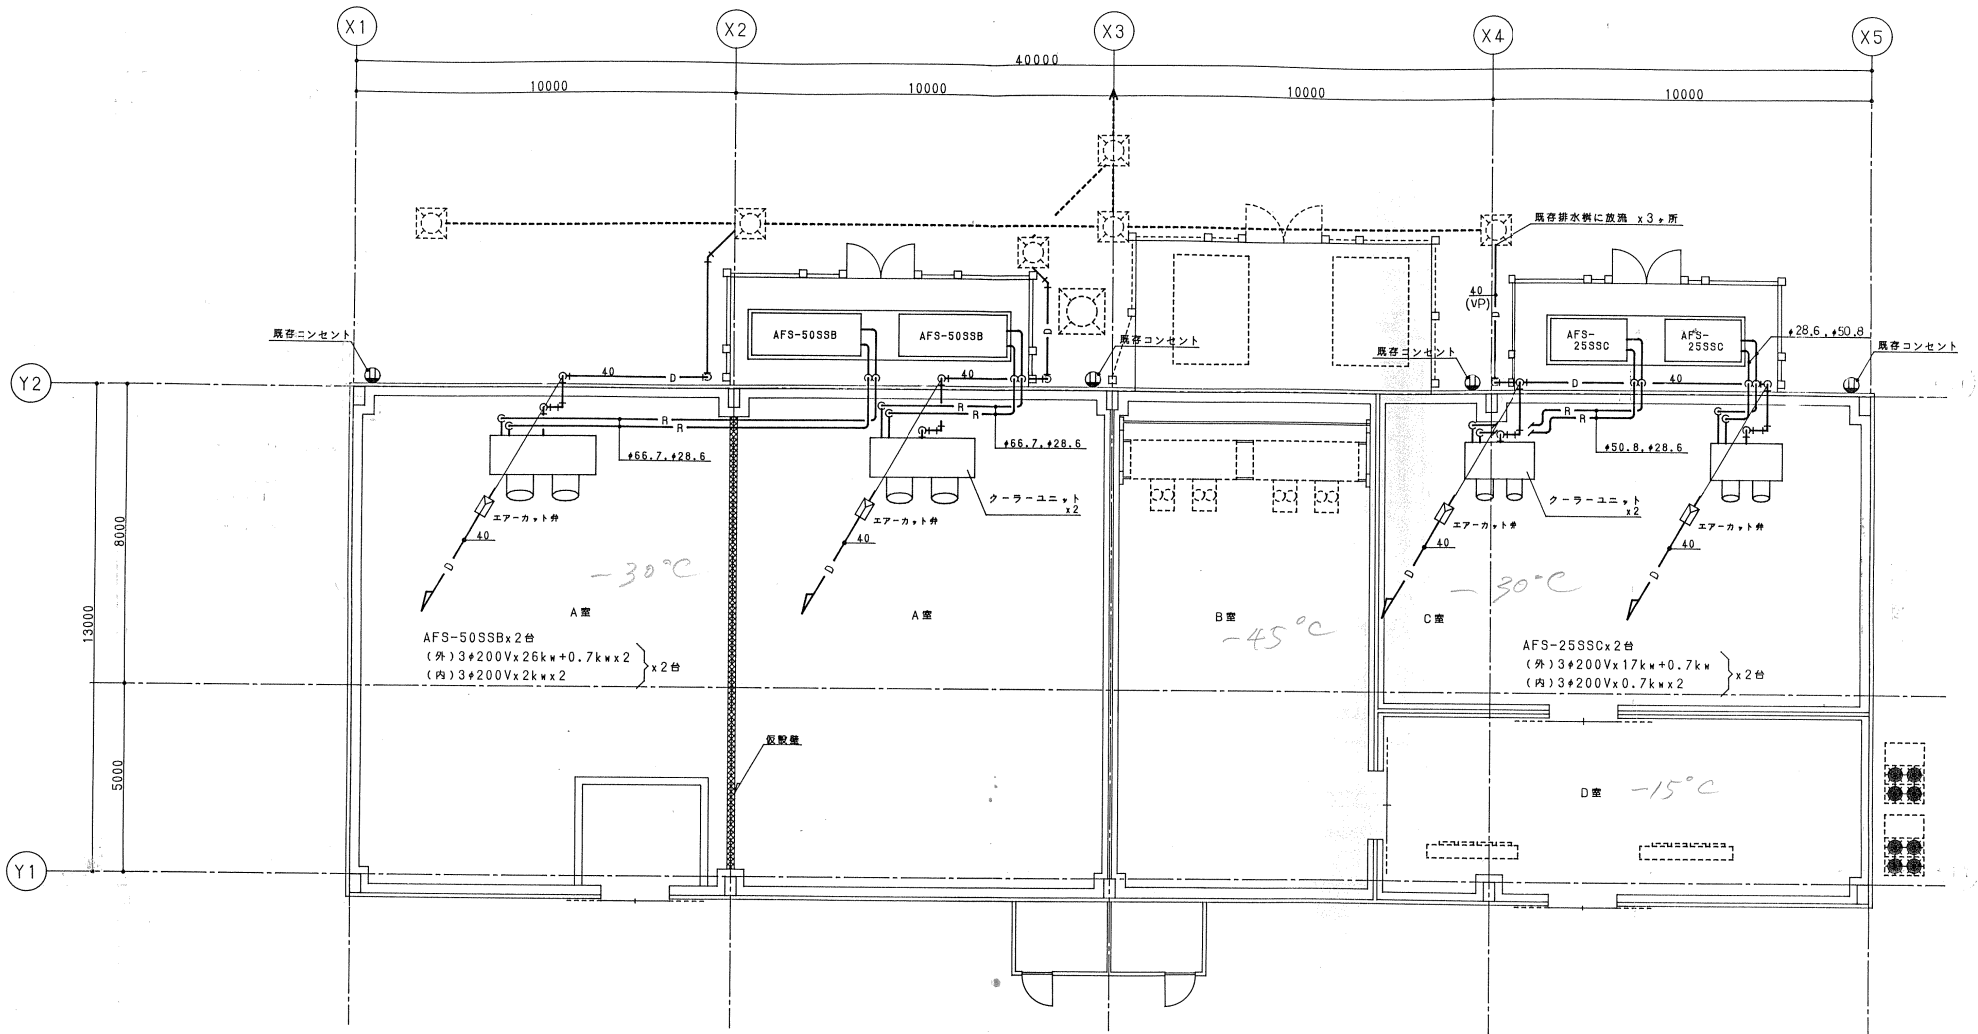 X1
X2
X3
X4
X5
40000
10000
10000
10000
10000
既存排水桝に放流 x3ヶ所
40
(VP)
AFS-50SSB
AFS-50SSB
AFS-
25SSC
AFS-
25SSC
φ28.6,φ50.8
既存コンセント
既存コンセント
既存コンセント
既存コンセント
Y2
40
D
40
D
D
D
40
R
R
R
R
R
R
φ66.7,φ28.6
φ66.7,φ28.6
φ50.8,φ28.6
クーラーユニット
x2
クーラーユニット
x2
エアーカット弁
エアーカット弁
エアーカット弁
エアーカット弁
40
40
40
40
D
D
D
D
8000
13000
5000
-30°C
-30°C
A室
A室
B室
-45°C
C室
AFS-50SSBx2台
(外)3φ200Vx26kw+0.7kwx2
(内)3φ200Vx2kwx2
x2台
AFS-25SSCx2台
(外)3φ200Vx17kw+0.7kw
(内)3φ200Vx0.7kwx2
x2台
仮設壁
D室
-15°C
Y1